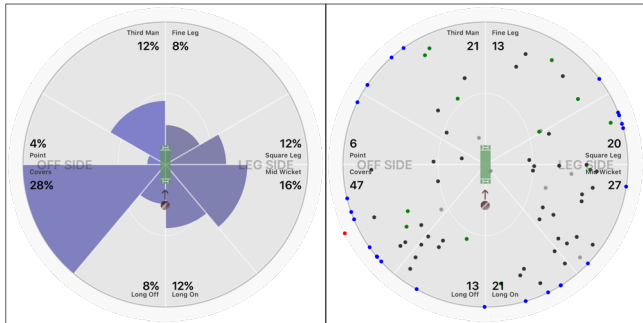 Third Man
12%
Fine Leg
8%
4%
Point
OFF SIDE
Covers
28%
12%
Square Leg
LEG SIDE
Mid Wicket
16%
8%
Long Off
12%
Long On
Third Man
21
Fine Leg
13
6
Point
OFF SIDE
Covers
47
20
Square Leg
LEG SIDE
Mid Wicket
27
13
Long Off
21
Long On